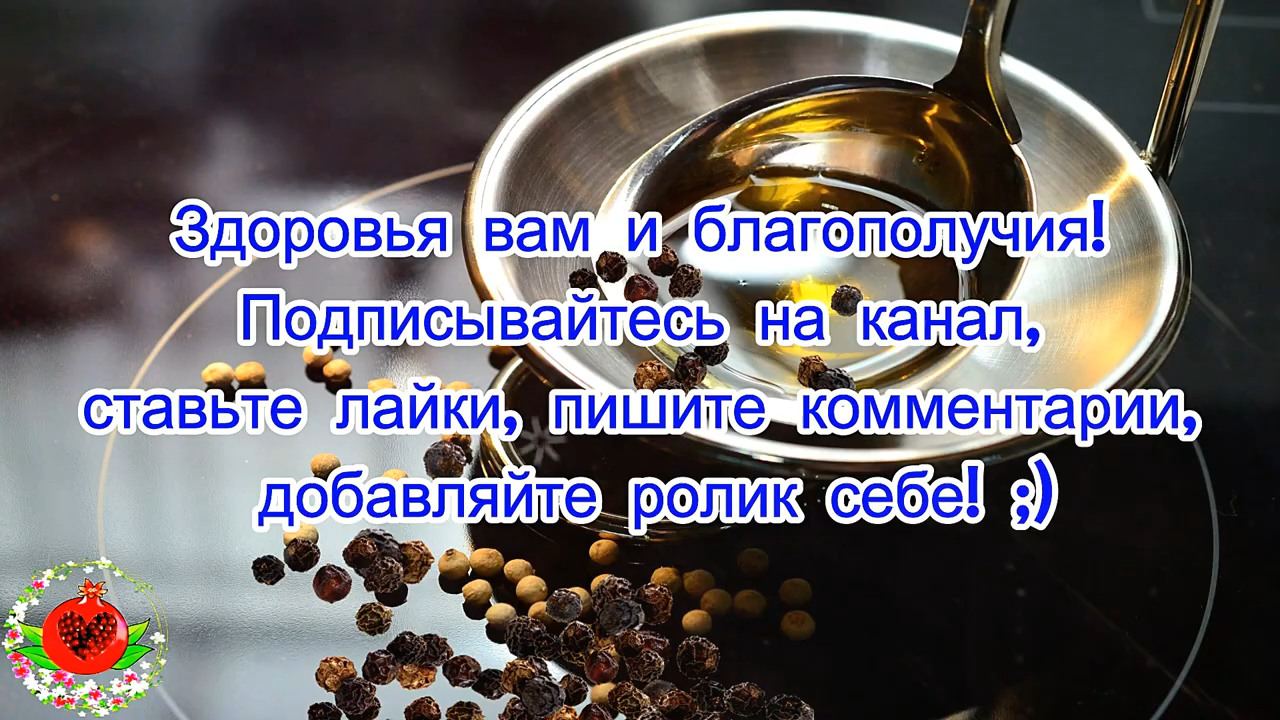 Здоровья вам и благополучия!
Подписывайтесь на канал,
ставьте лайки, пишите комментарии,
добавляйте ролик себе! ;)